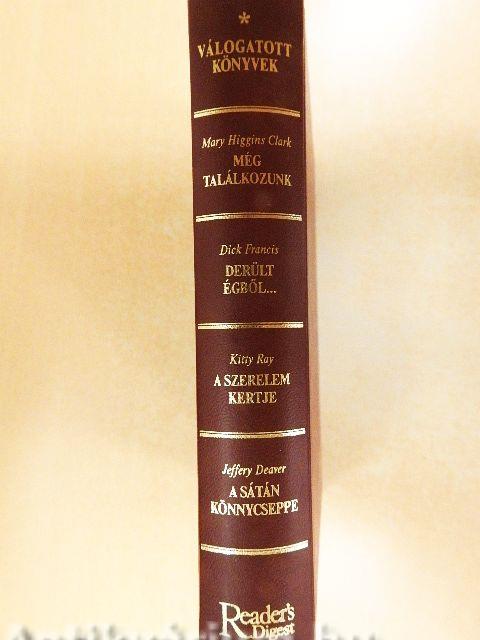 *
VÁLOGATOTT
KÖNYVEK
Mary Higgins Clark
MÉG
TALÁLKOZUNK
Dick Francis
DERÜLT
ÉGBŐL...
Kitty Ray
A SZERELEM
KERTJE
Jeffery Deaver
A SÁTÁN
KÖNNYCSEPPE
Reader's
Digest